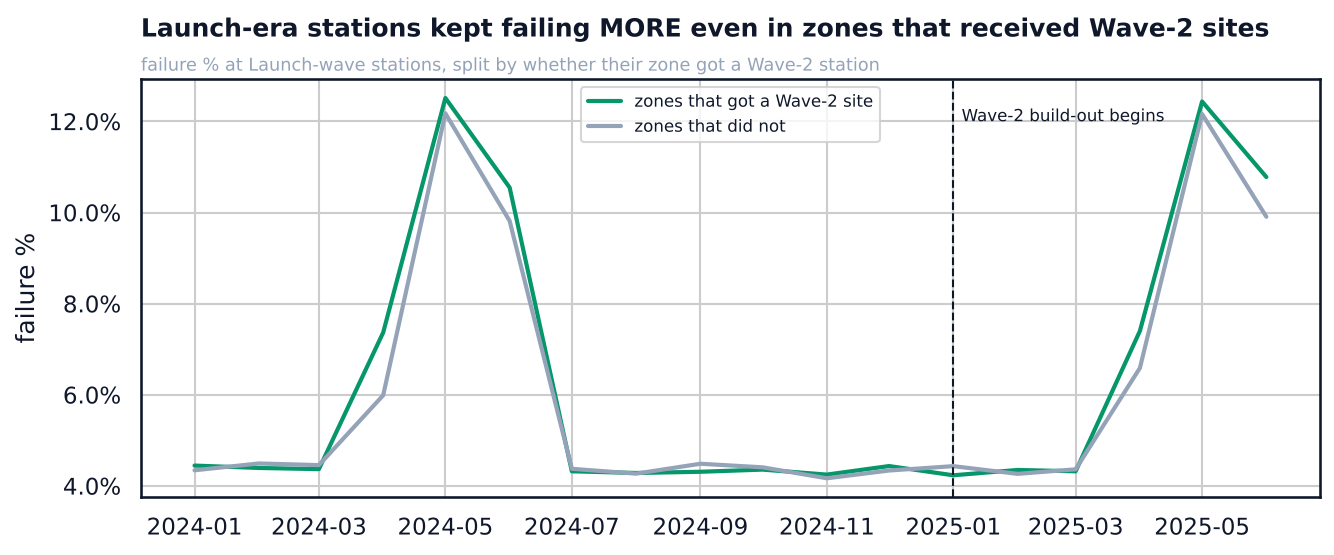 Launch-era stations kept failing MORE even in zones that received Wave-2 sites
failure % at Launch-wave stations, split by whether their zone got a Wave-2 station
zones that got a Wave-2 site
zones that did not
Wave-2 build-out begins
failure %
12.0%
10.0%
8.0%
6.0%
4.0%
2024-01 2024-03 2024-05 2024-07 2024-09 2024-11 2025-01 2025-03 2025-05